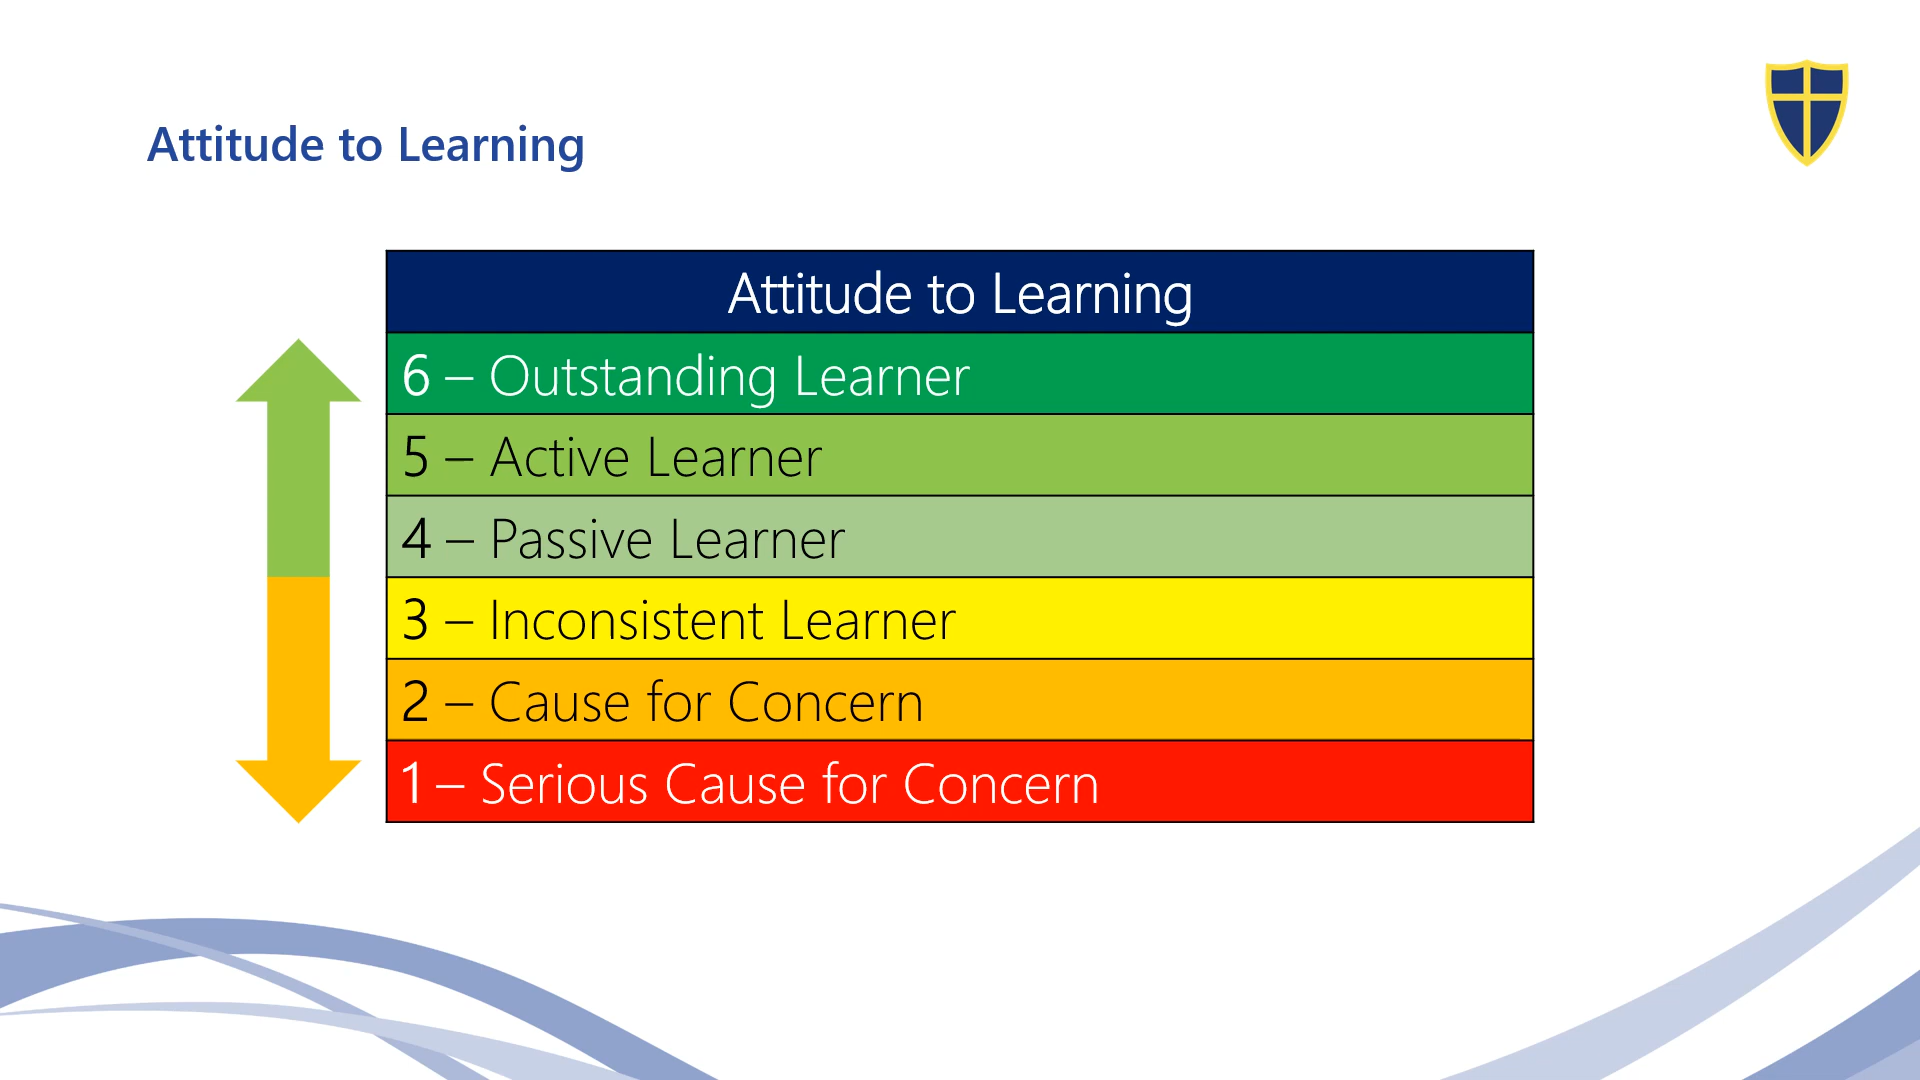 Attitude to Learning
Attitude to Learning
6 – Outstanding Learner
5 – Active Learner
4 – Passive Learner
3 – Inconsistent Learner
2 – Cause for Concern
1 – Serious Cause for Concern